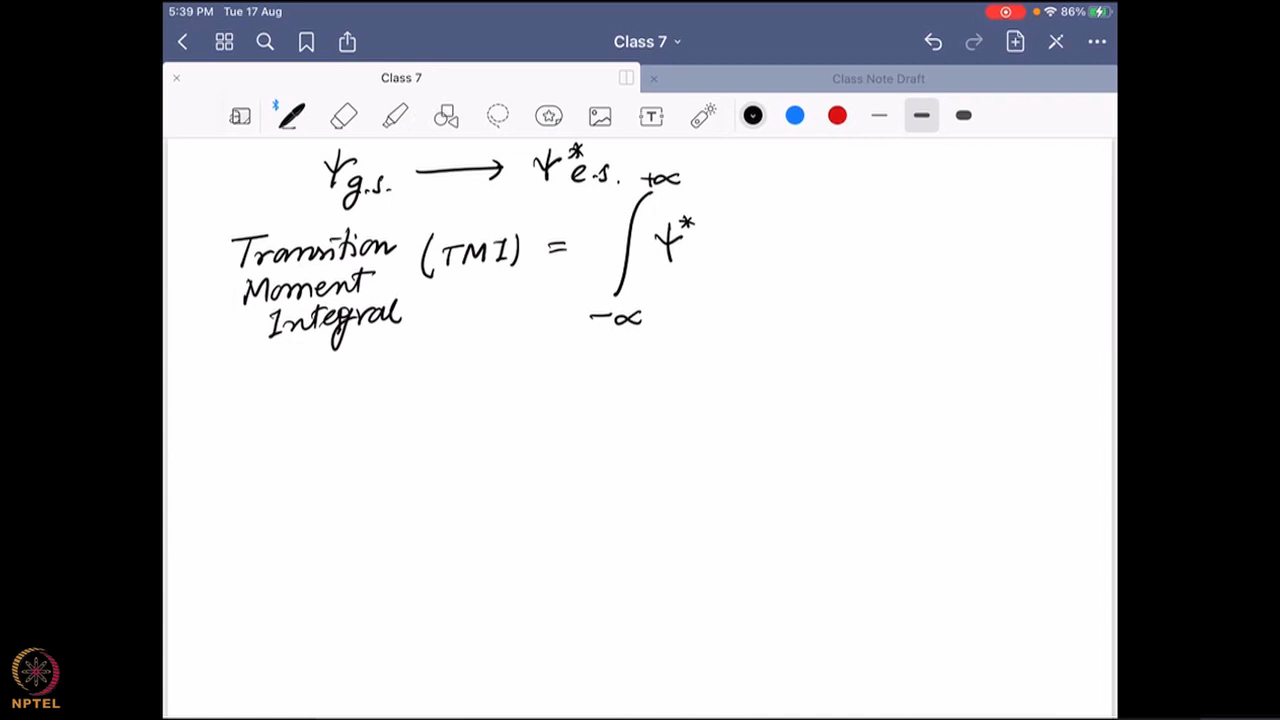 5:39 PM Tue 17 Aug
86%
Class 7
Class 7
Class Note Draft
T
Ψg.s. ⟶ Ψ*e.s.
+∝
Transition (TMI) = ∫ Ψ*
Moment
Integral
-∝
NPTEL